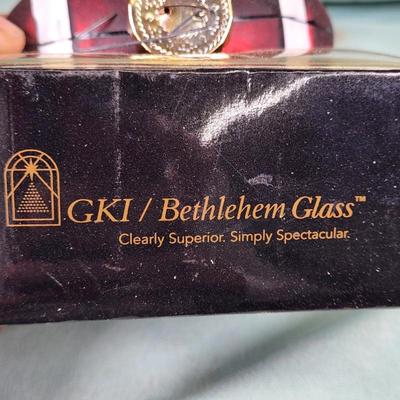 GKI / Bethlehem Glass™
Clearly Superior. Simply Spectacular.